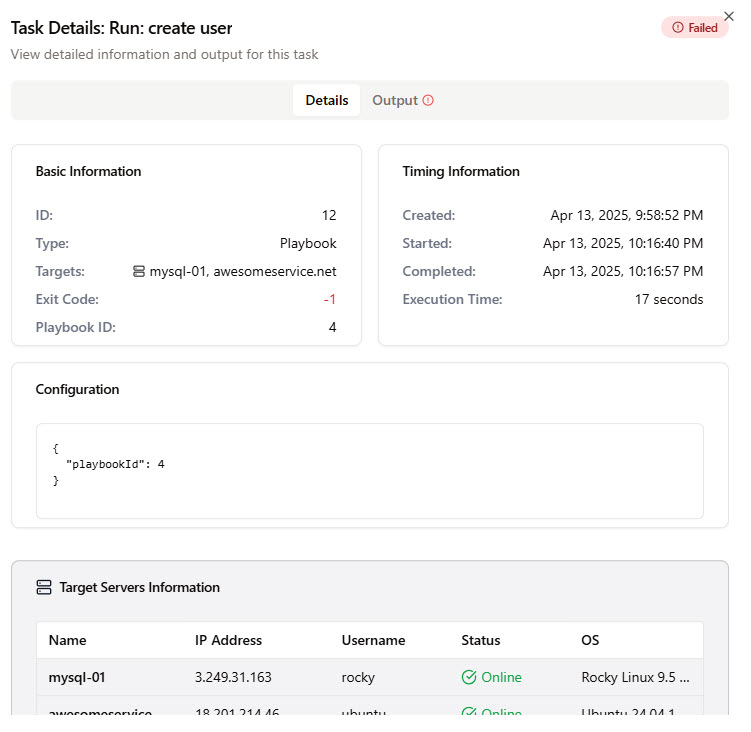 Task Details: Run: create user
Failed
View detailed information and output for this task
Details
Output
Basic Information
ID: 12
Type: Playbook
Targets: mysql-01, awesomeservice.net
Exit Code: -1
Playbook ID: 4
Timing Information
Created: Apr 13, 2025, 9:58:52 PM
Started: Apr 13, 2025, 10:16:40 PM
Completed: Apr 13, 2025, 10:16:57 PM
Execution Time: 17 seconds
Configuration
{
"playbookId": 4
}
Target Servers Information
Name IP Address Username Status OS
mysql-01 3.249.31.163 rocky Online Rocky Linux 9.5 ...
awesomeservice 18.201.214.46 ubuntu Online Ubuntu 24.04.1